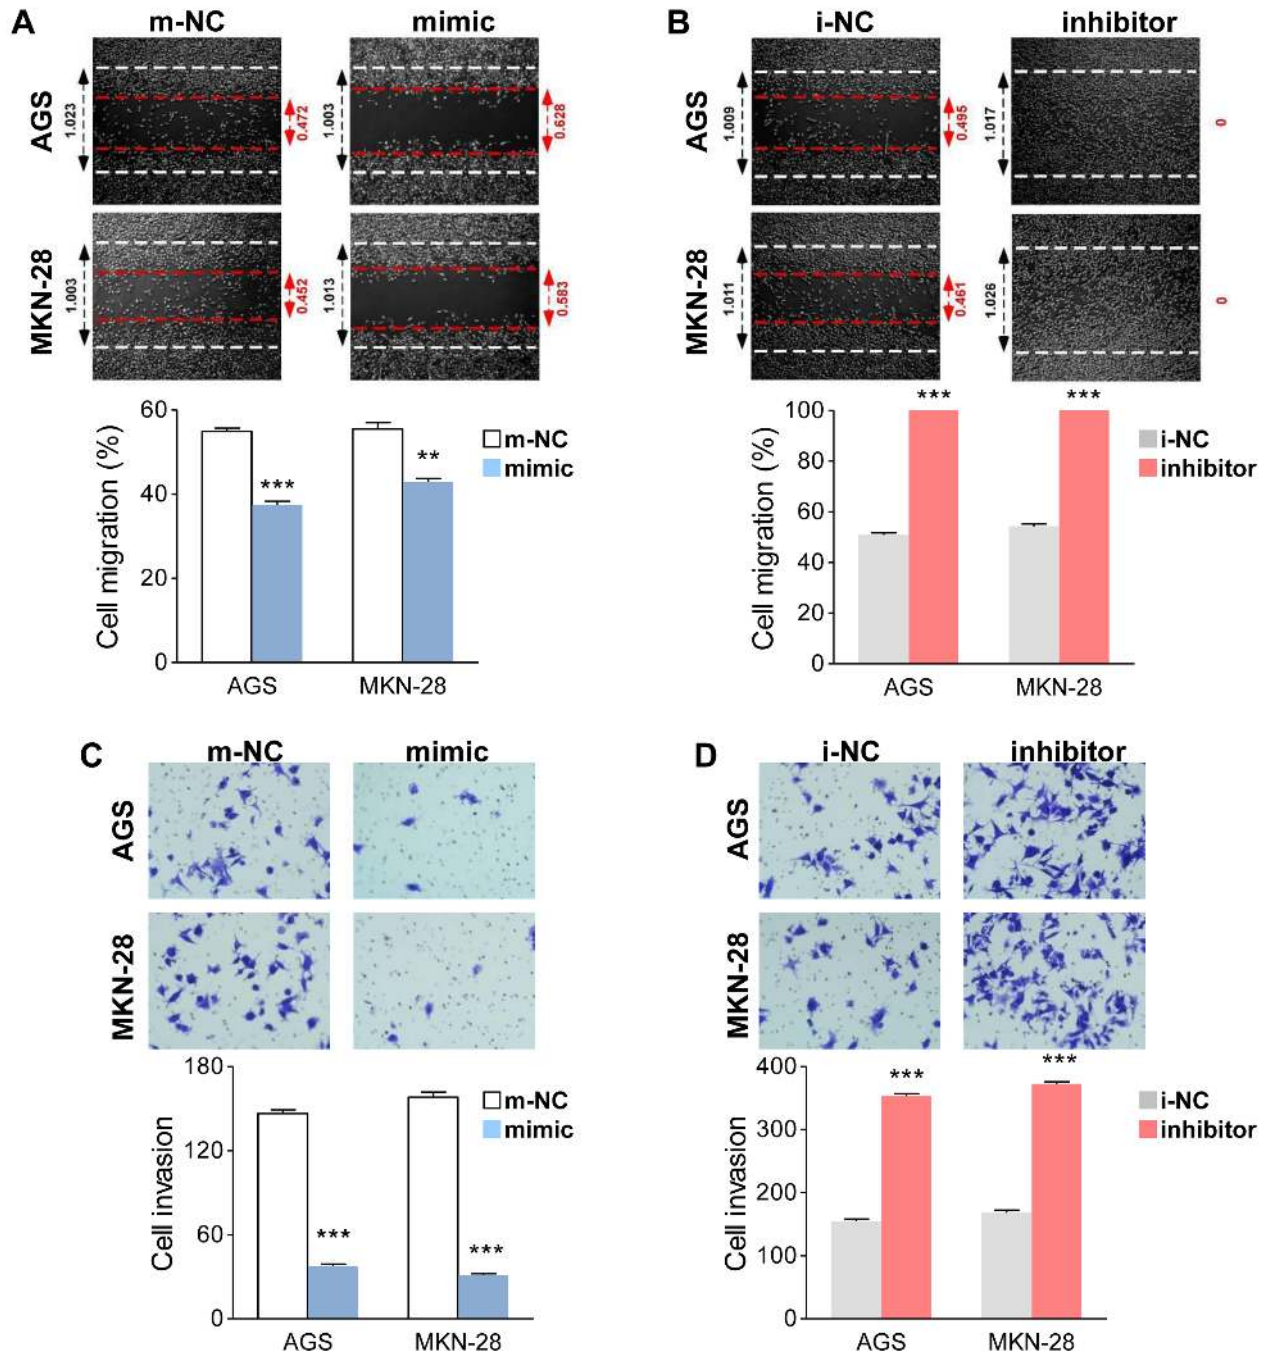 A
m-NC
mimic
AGS
1.023
0.472
1.003
0.628
MKN-28
1.003
0.452
1.013
0.583
Cell migration (%)
60
40
20
0
***
**
AGS
MKN-28
m-NC
mimic
B
i-NC
inhibitor
AGS
1.009
0.495
1.017
0
MKN-28
1.011
0.461
1.026
0
Cell migration (%)
100
80
60
40
20
0
***
***
AGS
MKN-28
i-NC
inhibitor
C
m-NC
mimic
AGS
MKN-28
Cell invasion
180
120
60
0
***
***
AGS
MKN-28
m-NC
mimic
D
i-NC
inhibitor
AGS
MKN-28
Cell invasion
400
300
200
100
0
***
***
AGS
MKN-28
i-NC
inhibitor